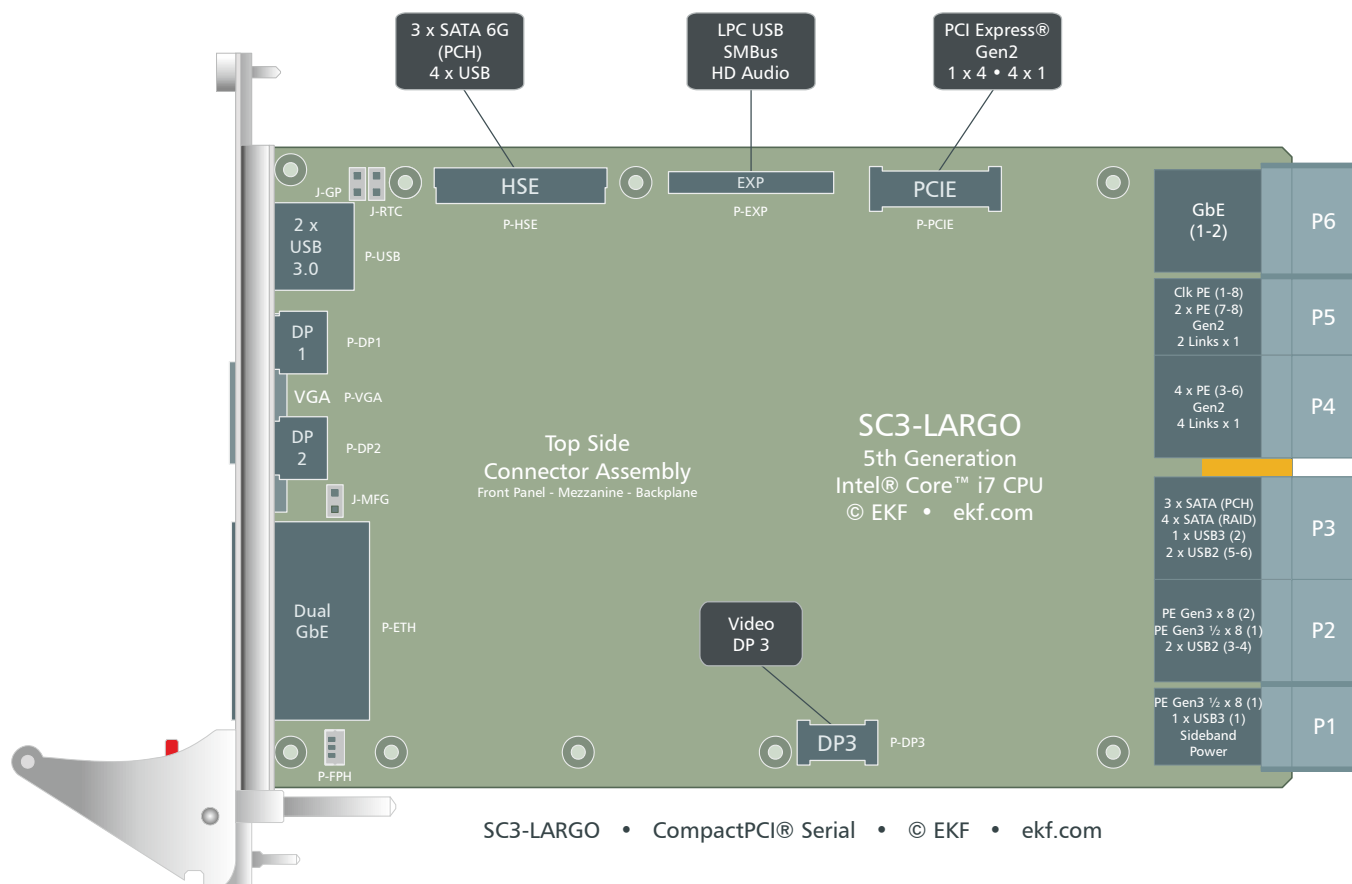 3 x SATA 6G
(PCH)
4 x USB
LPC USB
SMBus
HD Audio
PCI Express®
Gen2
1 x 4 • 4 x 1
J-GP
J-RTC
HSE
P-HSE
EXP
P-EXP
PCIE
P-PCIE
2 x
USB
3.0
P-USB
DP
1
P-DP1
VGA
P-VGA
DP
2
P-DP2
J-MFG
Dual
GbE
P-ETH
P-FPH
Top Side
Connector Assembly
Front Panel - Mezzanine - Backplane
SC3-LARGO
5th Generation
Intel® Core™ i7 CPU
© EKF • ekf.com
Video
DP 3
DP3
P-DP3
GbE
(1-2)
P6
Clk PE (1-8)
2 x PE (7-8)
Gen2
2 Links x 1
P5
4 x PE (3-6)
Gen2
4 Links x 1
P4
3 x SATA (PCH)
4 x SATA (RAID)
1 x USB3 (2)
2 x USB2 (5-6)
P3
PE Gen3 x 8 (2)
PE Gen3 ½ x 8 (1)
2 x USB2 (3-4)
P2
PE Gen3 ½ x 8 (1)
1 x USB3 (1)
Sideband
Power
P1
SC3-LARGO • CompactPCI® Serial • © EKF • ekf.com